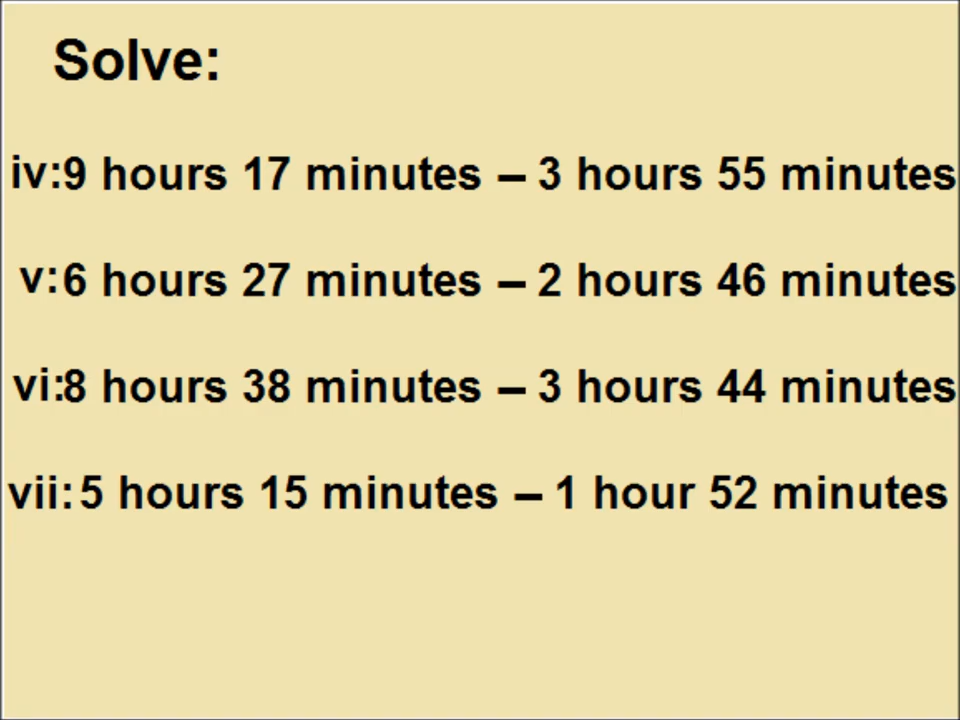 Solve:
iv:9 hours 17 minutes – 3 hours 55 minutes
v:6 hours 27 minutes – 2 hours 46 minutes
vi:8 hours 38 minutes – 3 hours 44 minutes
vii:5 hours 15 minutes – 1 hour 52 minutes